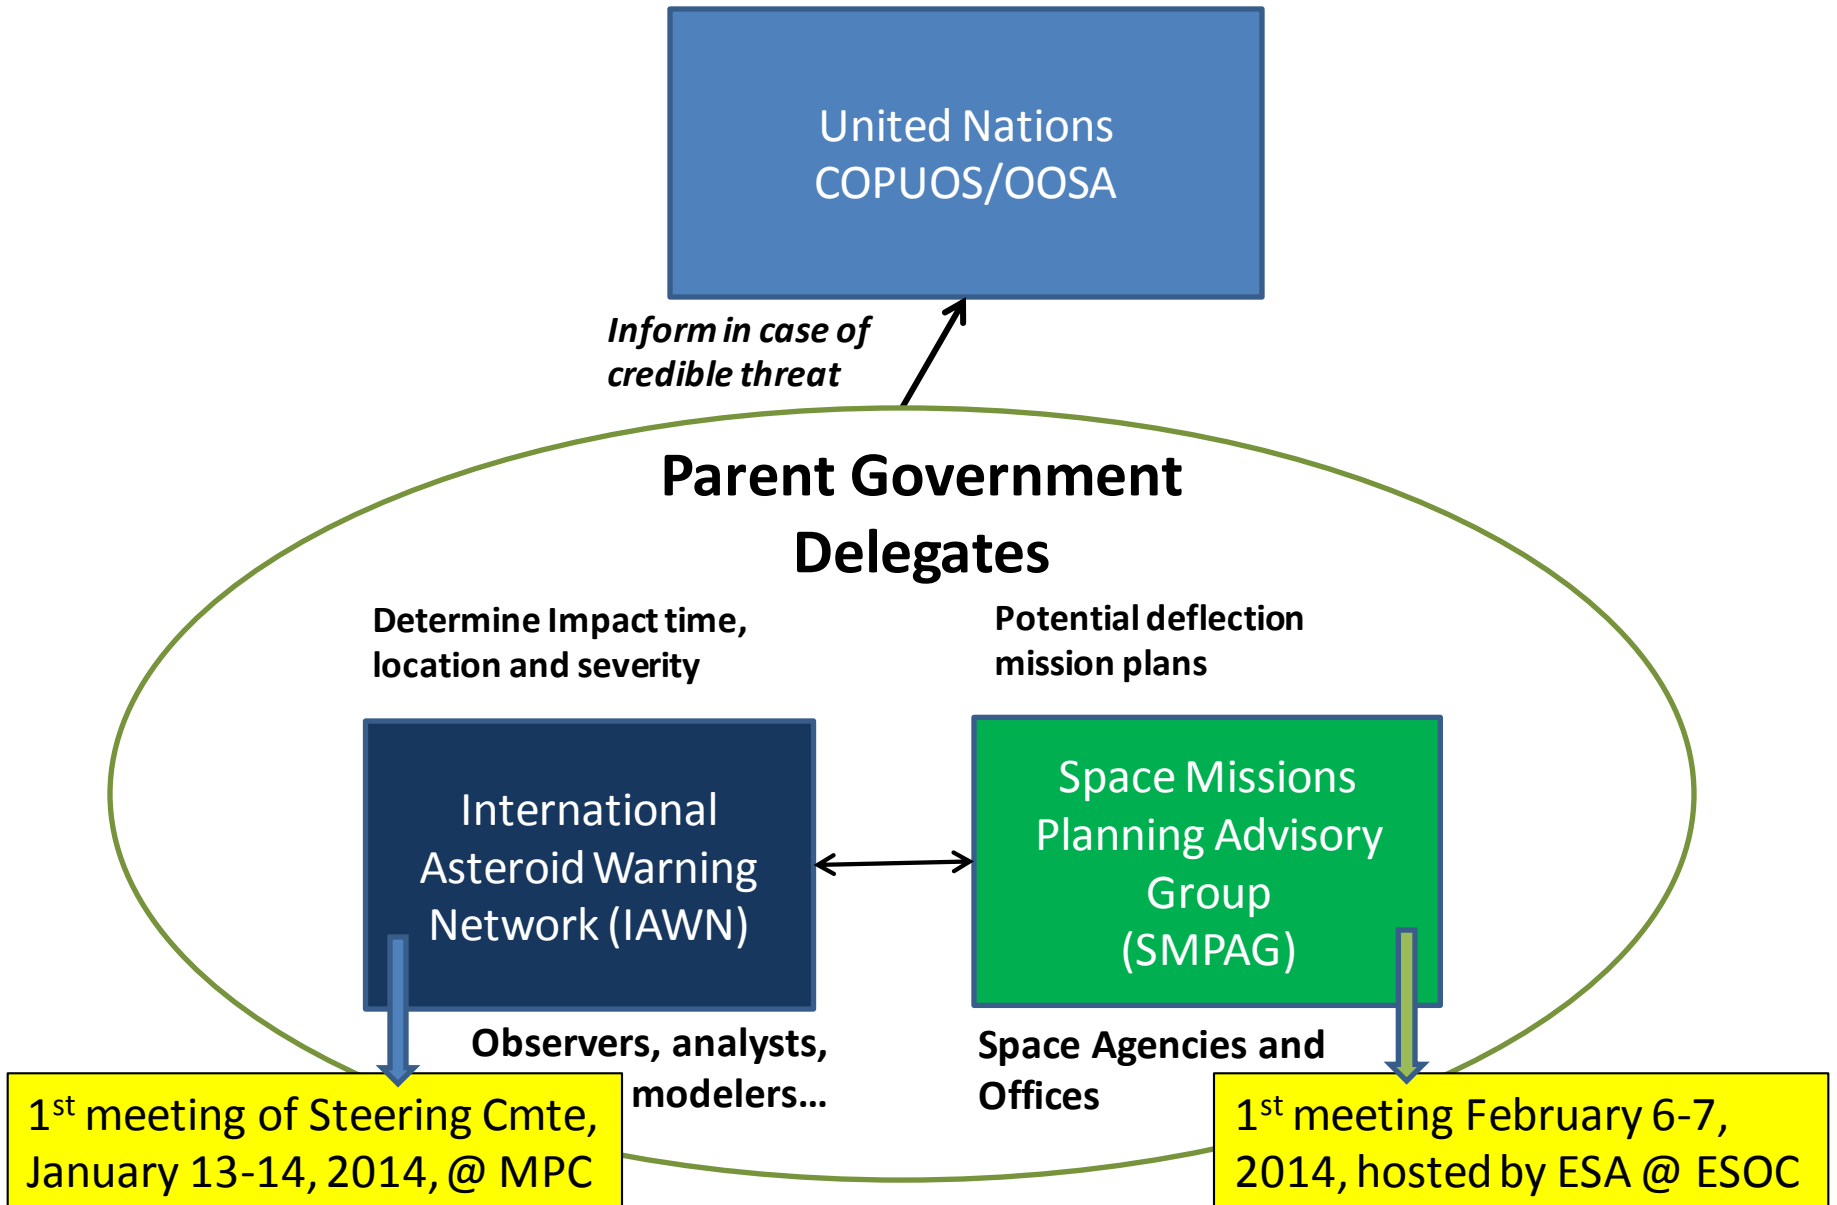 United Nations
COPUOS/OOSA
Inform in case of
credible threat
Parent Government
Delegates
Determine Impact time,
location and severity
Potential deflection
mission plans
International
Asteroid Warning
Network (IAWN)
Space Missions
Planning Advisory
Group
(SMPAG)
Observers, analysts,
modelers...
Space Agencies and
Offices
1st meeting of Steering Cmte,
January 13-14, 2014, @ MPC
1st meeting February 6-7,
2014, hosted by ESA @ ESOC